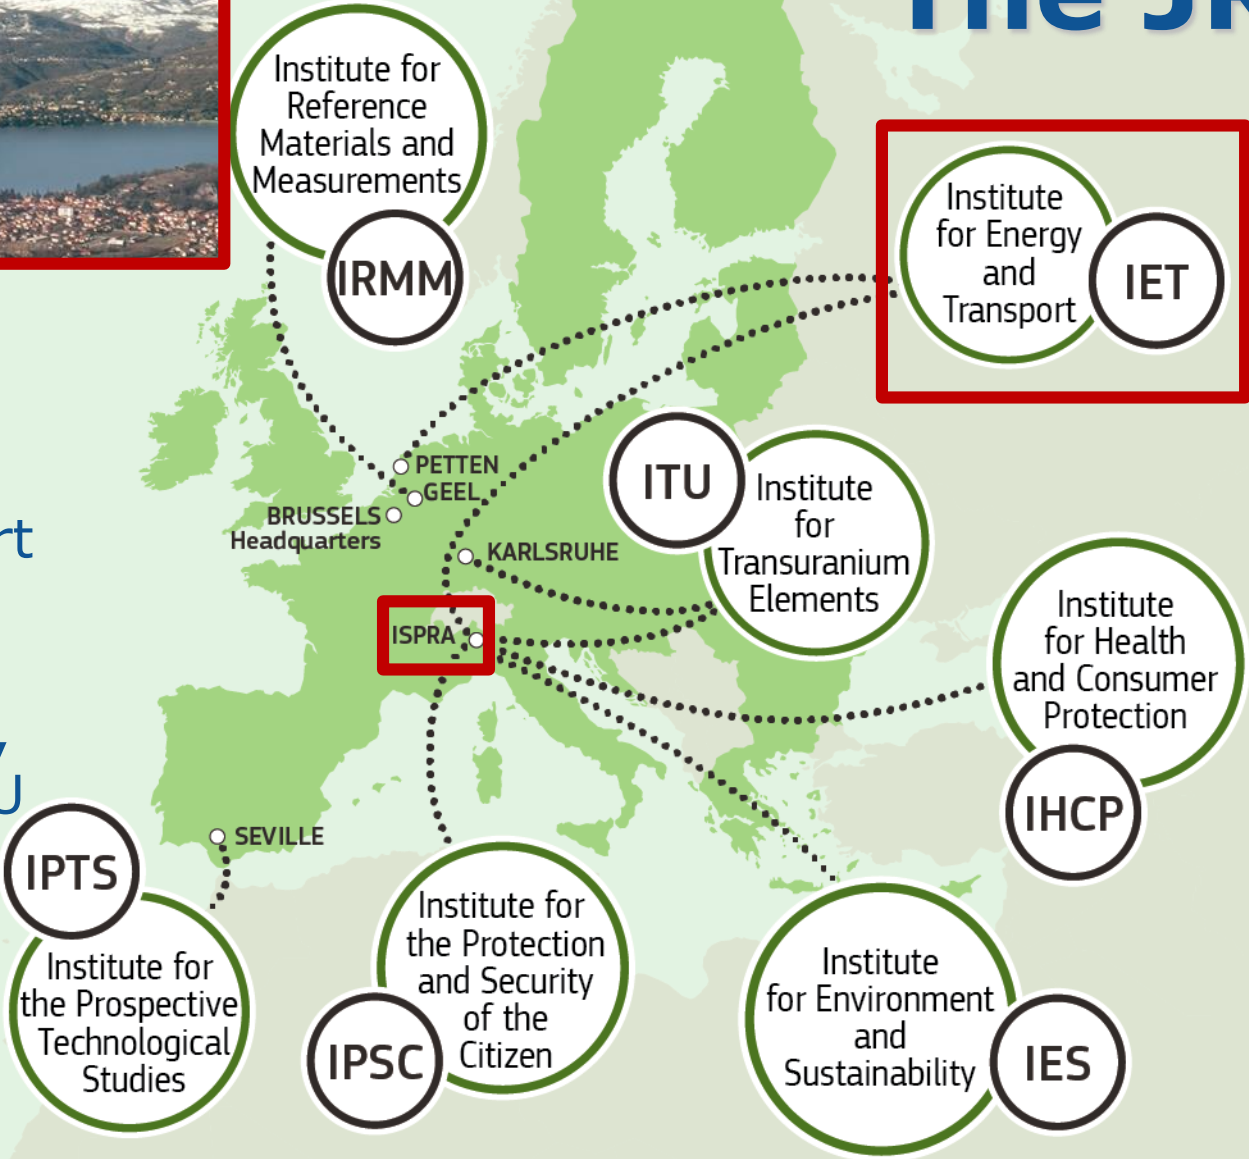 The
Institute for
Reference
Materials and
Measurements
IRMM
Institute
for Energy
and
Transport
IET
PETTEN
GEEL
BRUSSELS
Headquarters
KARLSRUHE
ISPRA
SEVILLE
ITU
Institute
for
Transuranium
Elements
Institute
for Health
and Consumer
Protection
IHCP
IPTS
Institute for
the Prospective
Technological
Studies
Institute for
the Protection
and Security
of the
Citizen
IPSC
Institute
for Environment
and
Sustainability
IES